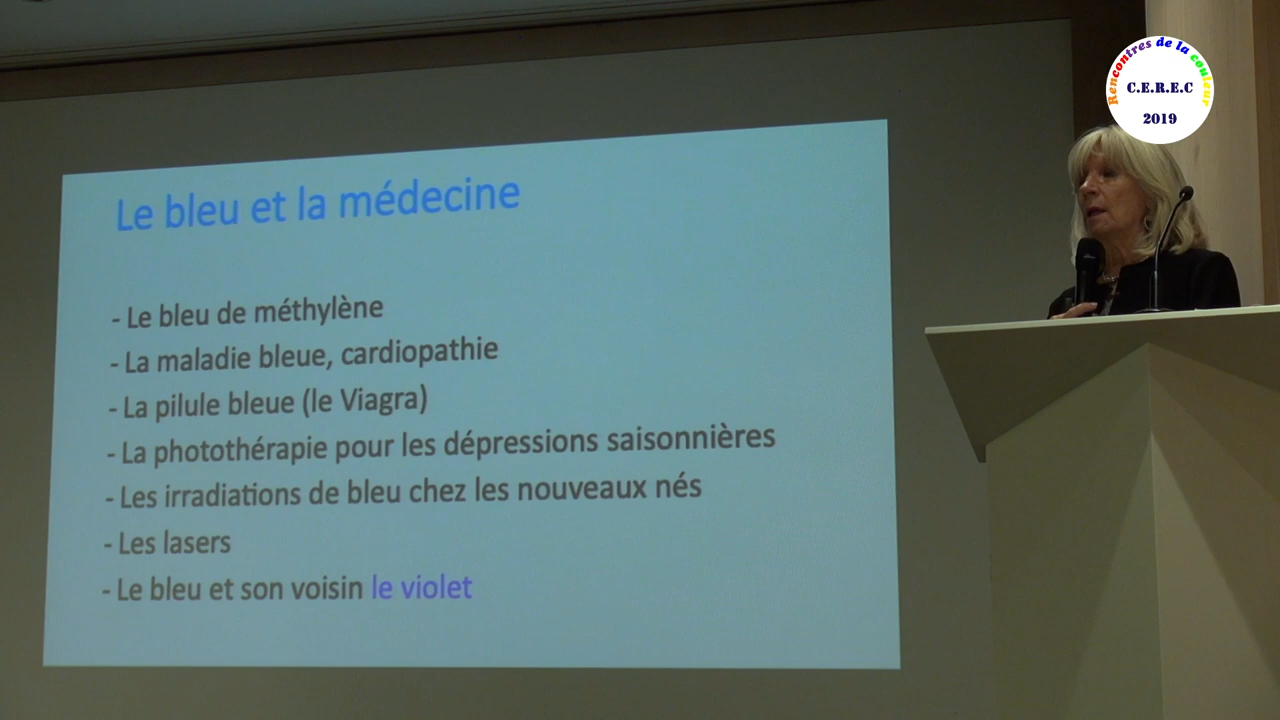 Rencontres de la couleur
C.E.R.E.C
2019
Le bleu et la médecine
- Le bleu de méthylène
- La maladie bleue, cardiopathie
- La pilule bleue (le Viagra)
- La photothérapie pour les dépressions saisonnières
- Les irradiations de bleu chez les nouveaux nés
- Les lasers
- Le bleu et son voisin le violet